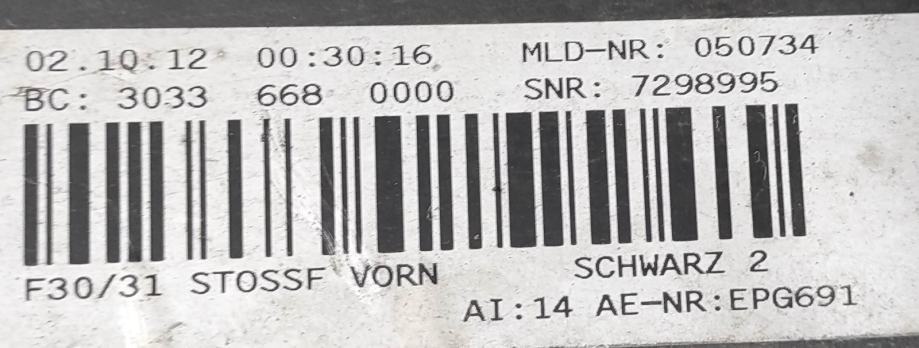 02.10.12 00:30:16 MLD-NR: 050734
BC: 3033 668 0000 SNR: 7298995
F30/31 STOSSF VORN SCHWARZ 2
AI:14 AE-NR:EPG691